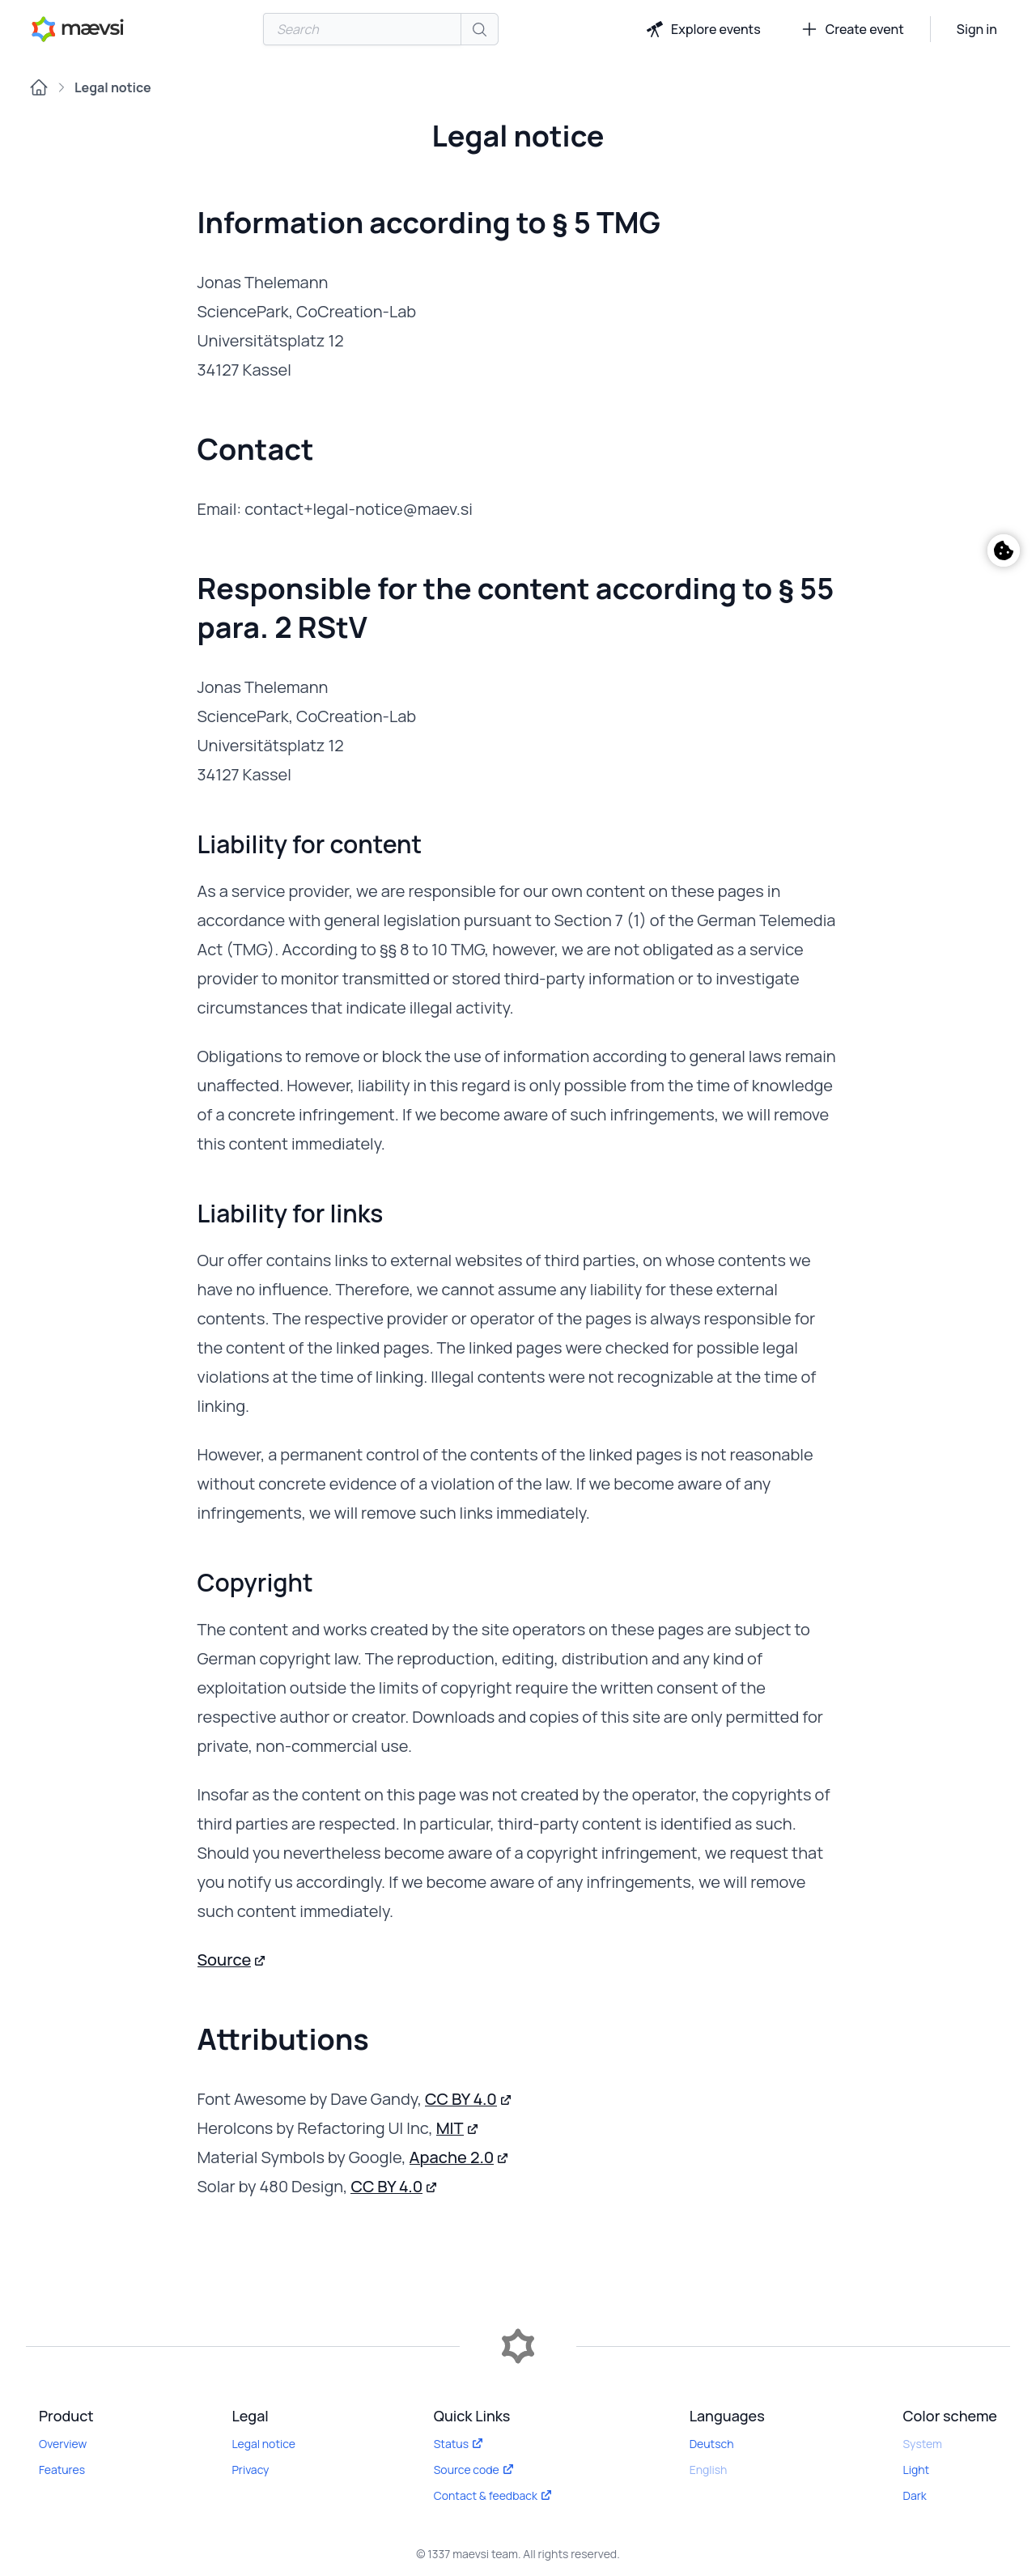 mævsi
Search
Explore events
Create event
Sign in
Legal notice
Legal notice
Information according to § 5 TMG
Jonas Thelemann
SciencePark, CoCreation-Lab
Universitätsplatz 12
34127 Kassel
Contact
Email: contact+legal-notice@maev.si
Responsible for the content according to § 55
para. 2 RStV
Jonas Thelemann
SciencePark, CoCreation-Lab
Universitätsplatz 12
34127 Kassel
Liability for content
As a service provider, we are responsible for our own content on these pages in
accordance with general legislation pursuant to Section 7 (1) of the German Telemedia
Act (TMG). According to §§ 8 to 10 TMG, however, we are not obligated as a service
provider to monitor transmitted or stored third-party information or to investigate
circumstances that indicate illegal activity.
Obligations to remove or block the use of information according to general laws remain
unaffected. However, liability in this regard is only possible from the time of knowledge
of a concrete infringement. If we become aware of such infringements, we will remove
this content immediately.
Liability for links
Our offer contains links to external websites of third parties, on whose contents we
have no influence. Therefore, we cannot assume any liability for these external
contents. The respective provider or operator of the pages is always responsible for
the content of the linked pages. The linked pages were checked for possible legal
violations at the time of linking. Illegal contents were not recognizable at the time of
linking.
However, a permanent control of the contents of the linked pages is not reasonable
without concrete evidence of a violation of the law. If we become aware of any
infringements, we will remove such links immediately.
Copyright
The content and works created by the site operators on these pages are subject to
German copyright law. The reproduction, editing, distribution and any kind of
exploitation outside the limits of copyright require the written consent of the
respective author or creator. Downloads and copies of this site are only permitted for
private, non-commercial use.
Insofar as the content on this page was not created by the operator, the copyrights of
third parties are respected. In particular, third-party content is identified as such.
Should you nevertheless become aware of a copyright infringement, we request that
you notify us accordingly. If we become aware of any infringements, we will remove
such content immediately.
Source
Attributions
Font Awesome by Dave Gandy, CC BY 4.0
HeroIcons by Refactoring UI Inc, MIT
Material Symbols by Google, Apache 2.0
Solar by 480 Design, CC BY 4.0
Product
Overview
Features
Legal
Legal notice
Privacy
Quick Links
Status
Source code
Contact & feedback
Languages
Deutsch
English
Color scheme
System
Light
Dark
© 1337 maevsi team. All rights reserved.